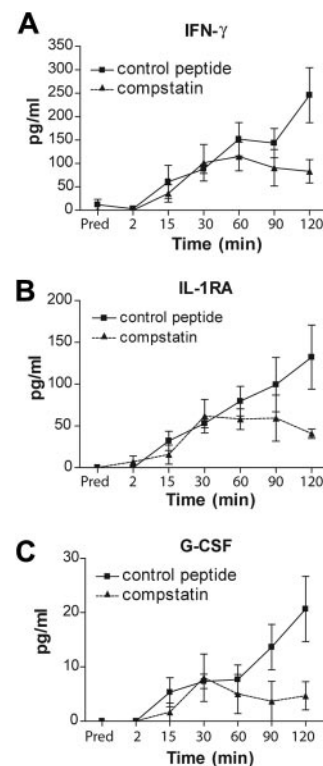 A
IFN-γ
350
300
250
200
150
100
50
0
pg/ml
control peptide
compstatin
Pred 2 15 30 60 90 120
Time (min)
B
IL-1RA
200
150
100
50
0
pg/ml
control peptide
compstatin
Pred 2 15 30 60 90 120
Time (min)
C
G-CSF
30
20
10
0
pg/ml
control peptide
compstatin
Pred 2 15 30 60 90 120
Time (min)